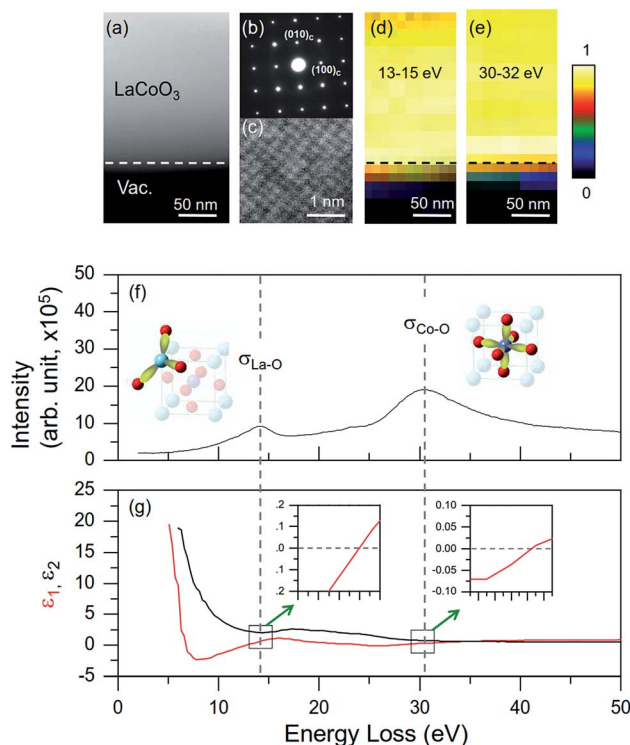 (a)
LaCoO3
Vac.
50 nm
(b)
(010)c
(100)c
(c)
1 nm
(d)
13-15 eV
50 nm
(e)
30-32 eV
50 nm
1
0
(f)
Intensity
(arb. unit, x10⁵)
50
40
30
20
10
0
σLa-O
σCo-O
(g)
ε1, ε2
25
20
15
10
5
0
-5
.2
.1
.0
.1
.2
0.10
0.05
0.00
-0.05
-0.10
0
10
20
30
40
50
Energy Loss (eV)